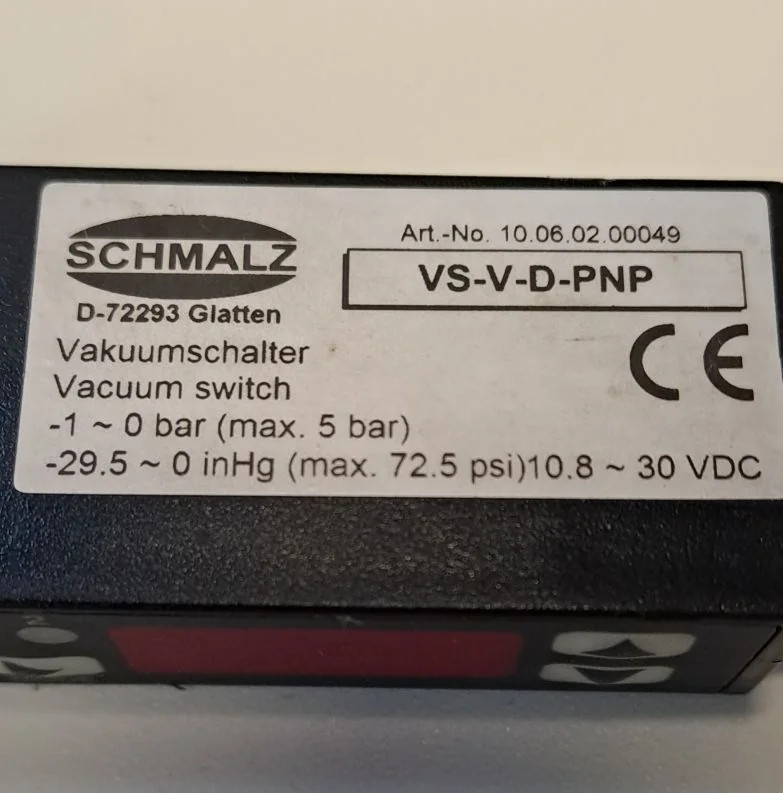 SCHMALZ
D-72293 Glatten
Art.-No. 10.06.02.00049
VS-V-D-PNP
CE
Vakuumschalter
Vacuum switch
-1 ~ 0 bar (max. 5 bar)
-29.5 ~ 0 inHg (max. 72.5 psi)10.8 ~ 30 VDC
2